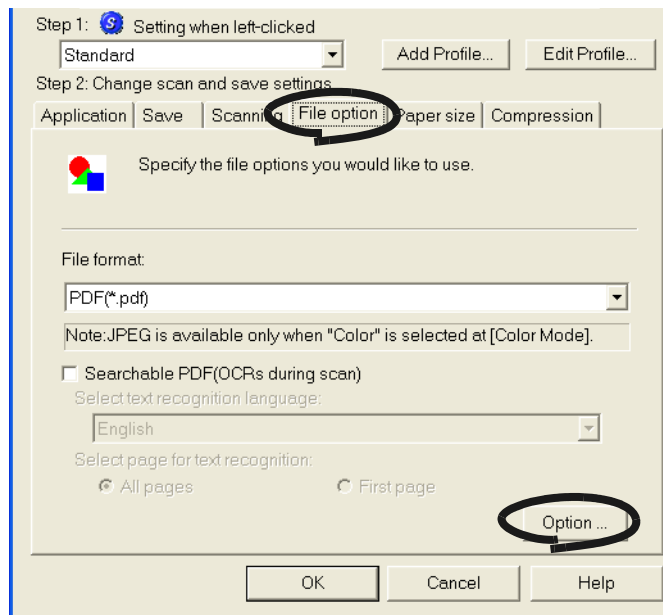 Step 1: S Setting when left-clicked
Standard Add Profile... Edit Profile...
Step 2: Change scan and save settings
Application Save Scanning File option Paper size Compression
Specify the file options you would like to use.
File format:
PDF(*.pdf)
Note:JPEG is available only when "Color" is selected at [Color Mode].
Searchable PDF(OCRs during scan)
Select text recognition language:
English
Select page for text recognition:
All pages First page
Option ...
OK Cancel Help